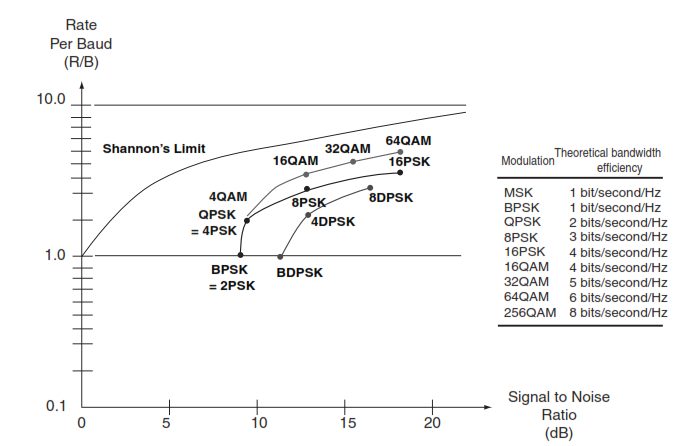 Rate
Per Baud
(R/B)
10.0
1.0
0.1
0
5
10
15
20
Signal to Noise
Ratio
(dB)
Shannon's Limit
64QAM
32QAM
16QAM
16PSK
4QAM
8PSK
8DPSK
QPSK
= 4PSK
4DPSK
BPSK
= 2PSK
BDPSK
Modulation Theoretical bandwidth
efficiency
MSK 1 bit/second/Hz
BPSK 1 bit/second/Hz
QPSK 2 bits/second/Hz
8PSK 3 bits/second/Hz
16PSK 4 bits/second/Hz
16QAM 4 bits/second/Hz
32QAM 5 bits/second/Hz
64QAM 6 bits/second/Hz
256QAM 8 bits/second/Hz